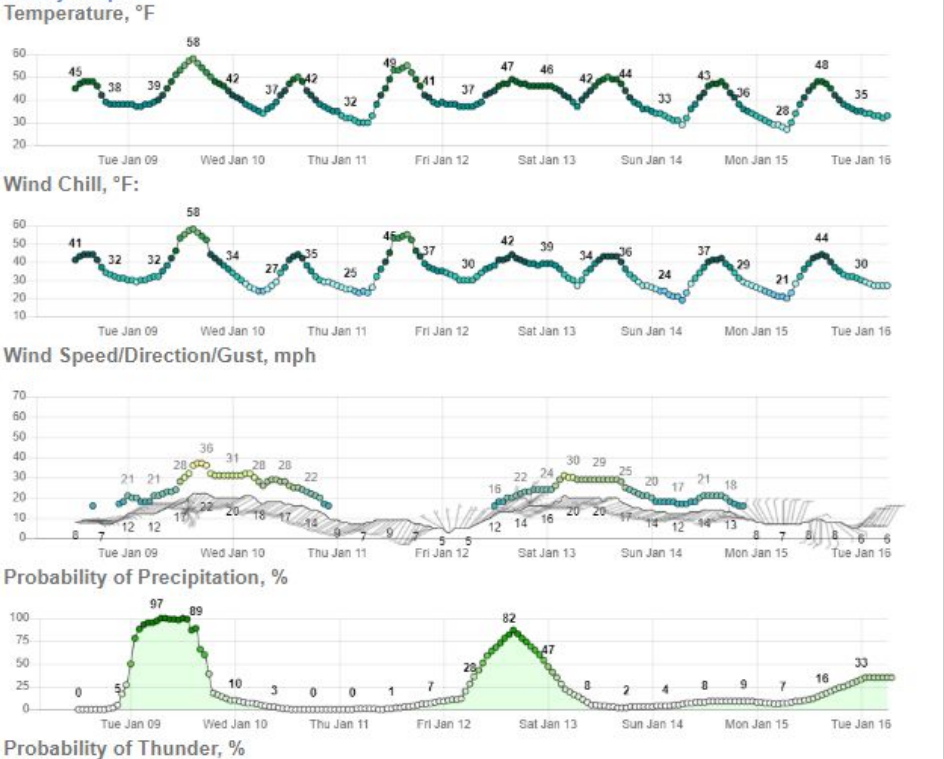 Temperature, °F
60
50
40
30
20
45 38 39 58 42 37 42 32 49 41 37 47 46 42 44 33 43 36 28 48 35
Tue Jan 09 Wed Jan 10 Thu Jan 11 Fri Jan 12 Sat Jan 13 Sun Jan 14 Mon Jan 15 Tue Jan 16
Wind Chill, °F:
60
50
40
30
20
10
41 32 32 58 34 27 35 25 45 37 30 42 39 34 36 24 37 29 21 44 30
Tue Jan 09 Wed Jan 10 Thu Jan 11 Fri Jan 12 Sat Jan 13 Sun Jan 14 Mon Jan 15 Tue Jan 16
Wind Speed/Direction/Gust, mph
70
60
50
40
30
20
10
0
21 21 28 36 31 28 28 22 16 22 24 30 29 25 20 17 21 18
8 7 12 12 17 22 20 18 17 14 9 7 9 7 5 5 12 14 16 20 20 17 14 12 14 13 8 7 8 8 6 6
Tue Jan 09 Wed Jan 10 Thu Jan 11 Fri Jan 12 Sat Jan 13 Sun Jan 14 Mon Jan 15 Tue Jan 16
Probability of Precipitation, %
100
75
50
25
0
0 5 97 89 10 3 0 0 1 7 28 82 47 8 2 4 8 9 7 16 33
Tue Jan 09 Wed Jan 10 Thu Jan 11 Fri Jan 12 Sat Jan 13 Sun Jan 14 Mon Jan 15 Tue Jan 16
Probability of Thunder, %